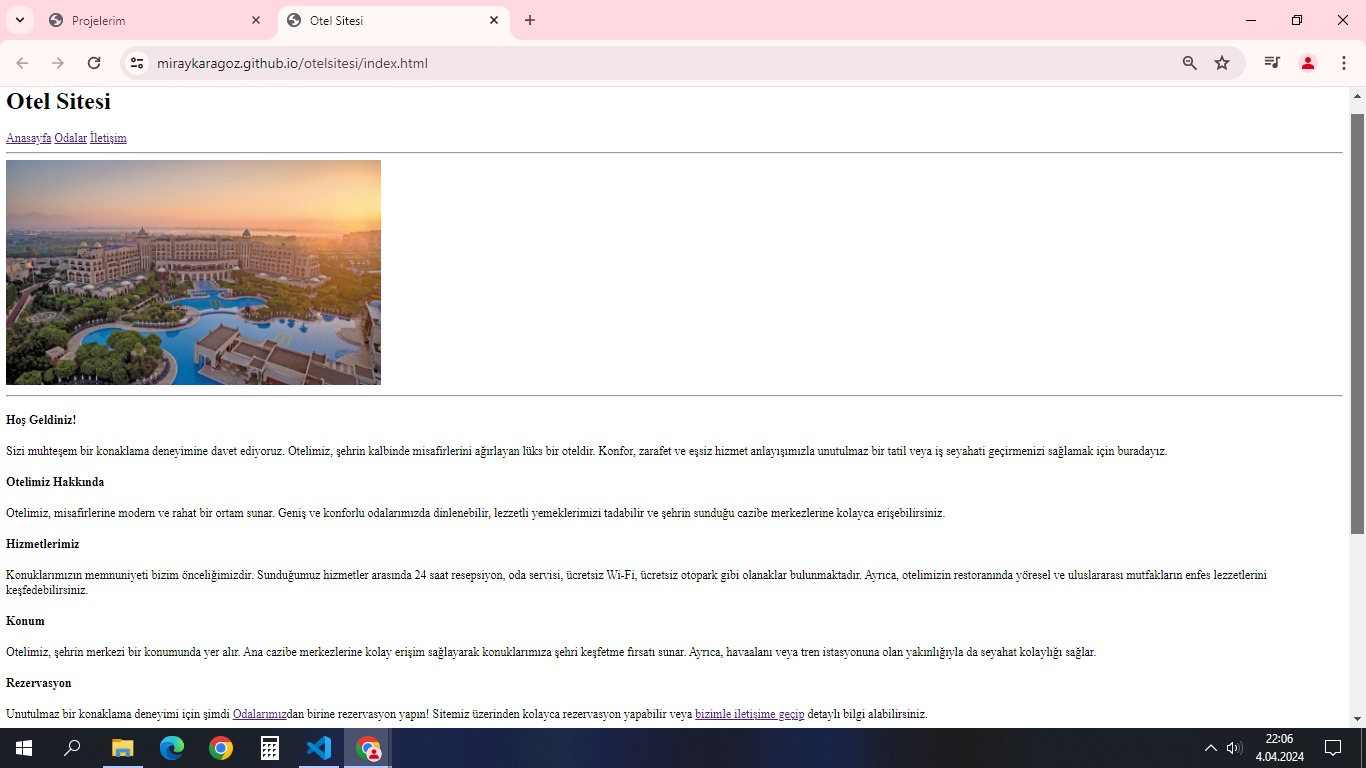 Projelerim
Otel Sitesi
miraykaragoz.github.io/otelsitesi/index.html
Otel Sitesi
Anasayfa Odalar İletişim
Hoş Geldiniz!
Sizi muhteşem bir konaklama deneyimine davet ediyoruz. Otelimiz, şehrin kalbinde misafirlerini ağırlayan lüks bir oteldir. Konfor, zarafet ve eşsiz hizmet anlayışımızla unutulmaz bir tatil veya iş seyahati geçirmenizi sağlamak için buradayız.
Otelimiz Hakkında
Otelimiz, misafirlerine modern ve rahat bir ortam sunar. Geniş ve konforlu odalarımızda dinlenebilir, lezzetli yemeklerimizi tadabilir ve şehrin sunduğu cazibe merkezlerine kolayca erişebilirsiniz.
Hizmetlerimiz
Konuklarımızın memnuniyeti bizim önceliğimizdir. Sunduğumuz hizmetler arasında 24 saat resepsiyon, oda servisi, ücretsiz Wi-Fi, ücretsiz otopark gibi olanaklar bulunmaktadır. Ayrıca, otelimizin restoranında yöresel ve uluslararası mutfakların enfes lezzetlerini
keşfedebilirsiniz.
Konum
Otelimiz, şehrin merkezi bir konumunda yer alır. Ana cazibe merkezlerine kolay erişim sağlayarak konuklarımıza şehri keşfetme fırsatı sunar. Ayrıca, havaalanı veya tren istasyonuna olan yakınlığıyla da seyahat kolaylığı sağlar.
Rezervasyon
Unutulmaz bir konaklama deneyimi için şimdi Odalarımızdan birine rezervasyon yapın! Sitemiz üzerinden kolayca rezervasyon yapabilir veya bizimle iletişime geçip detaylı bilgi alabilirsiniz.
22:06
4.04.2024